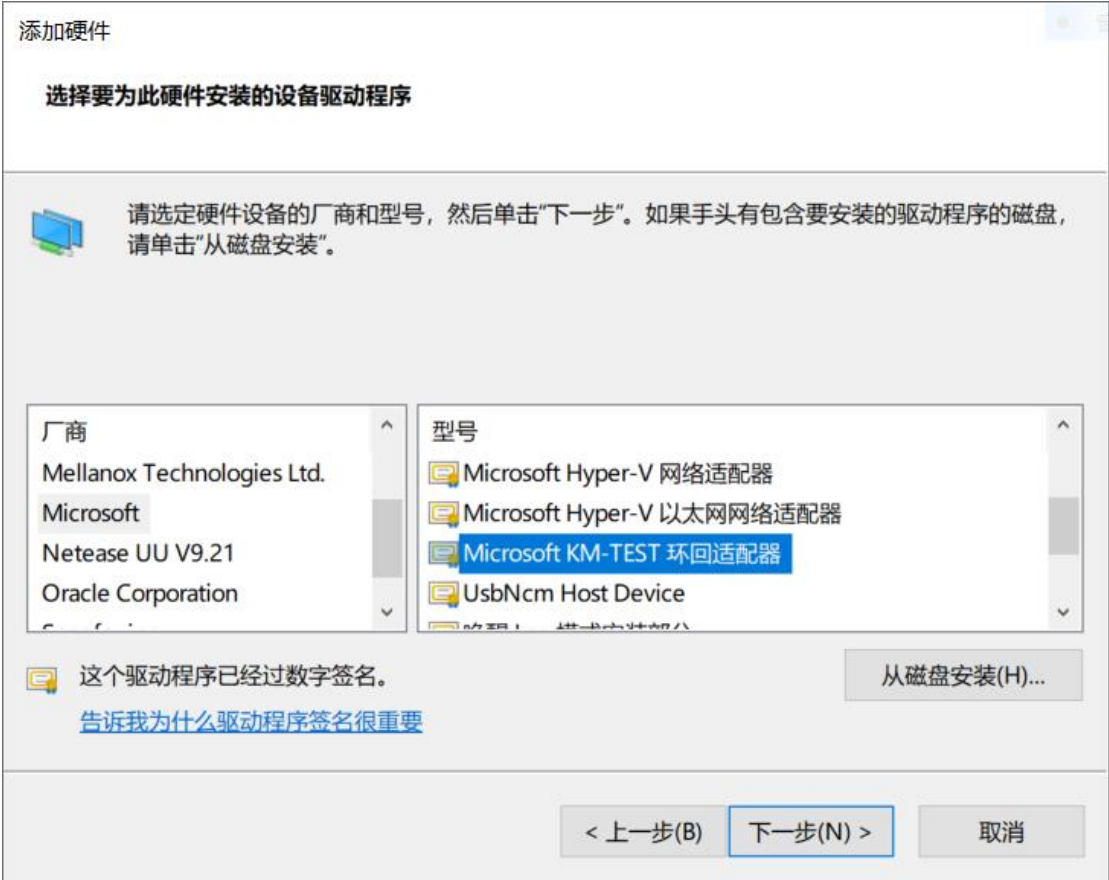 添加硬件
选择要为此硬件安装的设备驱动程序
请选定硬件设备的厂商和型号，然后单击"下一步"。如果手头有包含要安装的驱动程序的磁盘，
请单击"从磁盘安装"。
厂商
Mellanox Technologies Ltd.
Microsoft
Netease UU V9.21
Oracle Corporation
型号
Microsoft Hyper-V 网络适配器
Microsoft Hyper-V 以太网网络适配器
Microsoft KM-TEST 环回适配器
UsbNcm Host Device
这个驱动程序已经过数字签名。
从磁盘安装(H)...
告诉我为什么驱动程序签名很重要
< 上一步(B)
下一步(N) >
取消